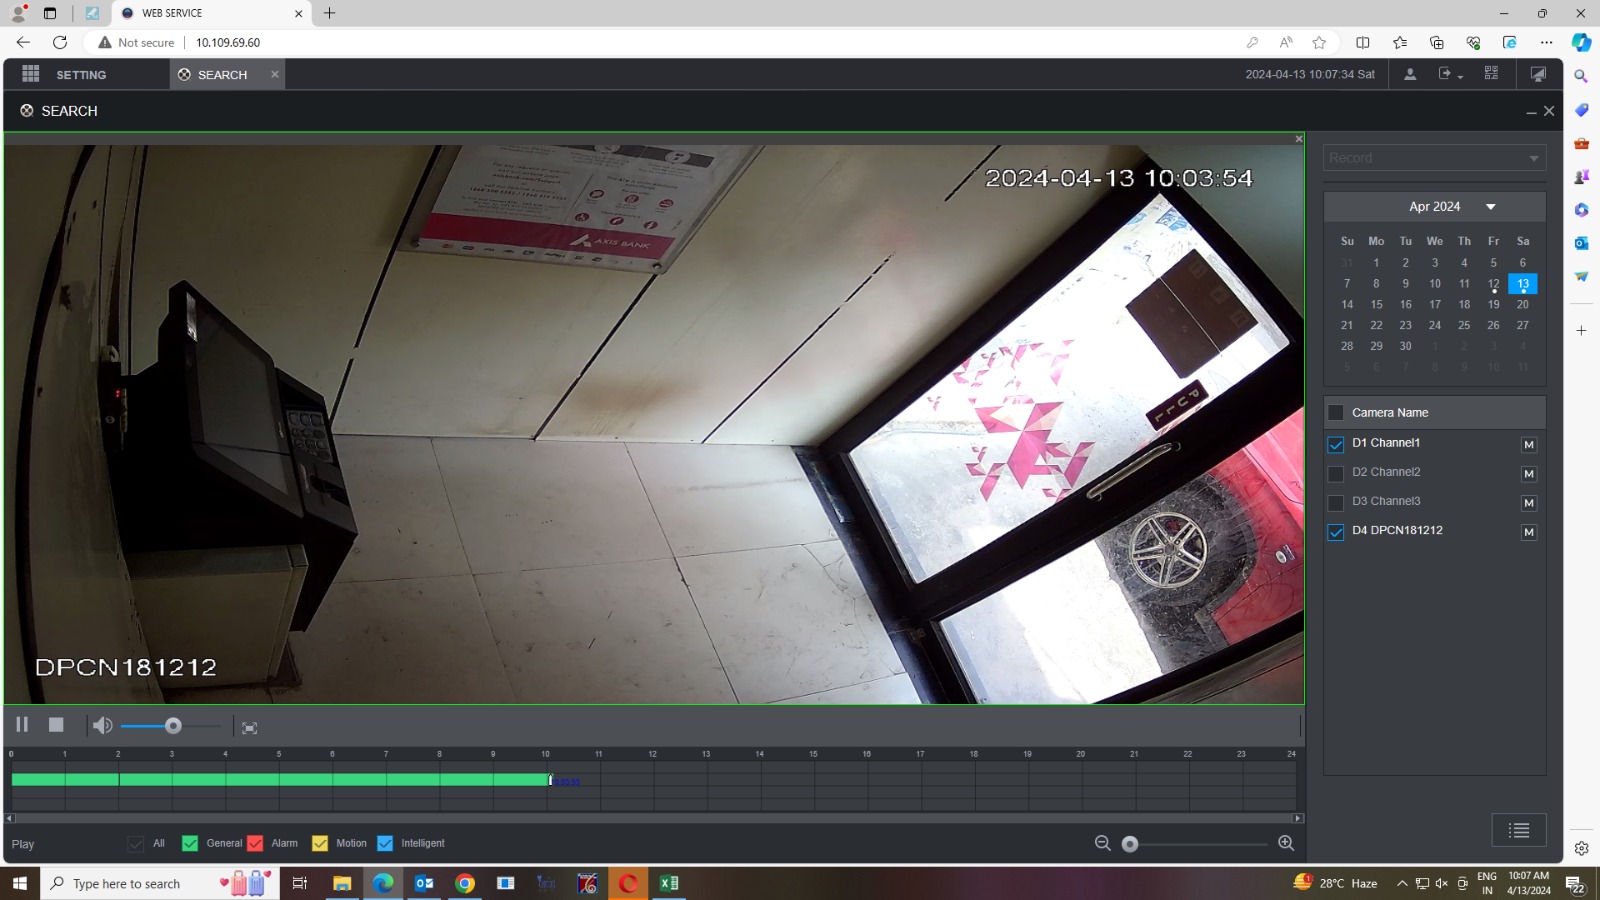 WEB SERVICE
Not secure
10.109.69.60
SETTING
SEARCH
2024-04-13 10:07:34 Sat
SEARCH
2024-04-13 10:03:54
AXIS BANK
PULL
DPCN181212
Record
Apr 2024
Su Mo Tu We Th Fr Sa
31 1 2 3 4 5 6
7 8 9 10 11 12 13
14 15 16 17 18 19 20
21 22 23 24 25 26 27
28 29 30 1 2 3 4
5 6 7 8 9 10 11
Camera Name
D1 Channel1 M
D2 Channel2 M
D3 Channel3 M
D4 DPCN181212 M
0 1 2 3 4 5 6 7 8 9 10 11 12 13 14 15 16 17 18 19 20 21 22 23 24
Play
All
General
Alarm
Motion
Intelligent
Type here to search
28°C Haze
ENG
IN
10:07 AM
4/13/2024
22